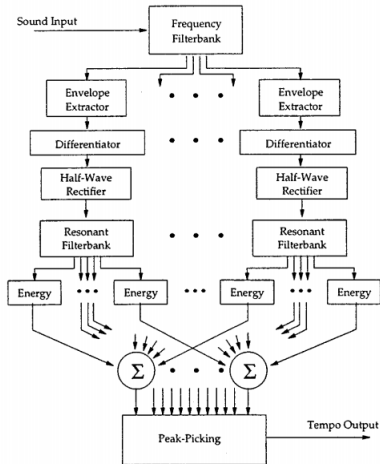 Sound Input
Frequency
Filterbank
Envelope
Extractor
Envelope
Extractor
Differentiator
Differentiator
Half-Wave
Rectifier
Half-Wave
Rectifier
Resonant
Filterbank
Resonant
Filterbank
Energy
Energy
Energy
Energy
Σ
Σ
Peak-Picking
Tempo Output